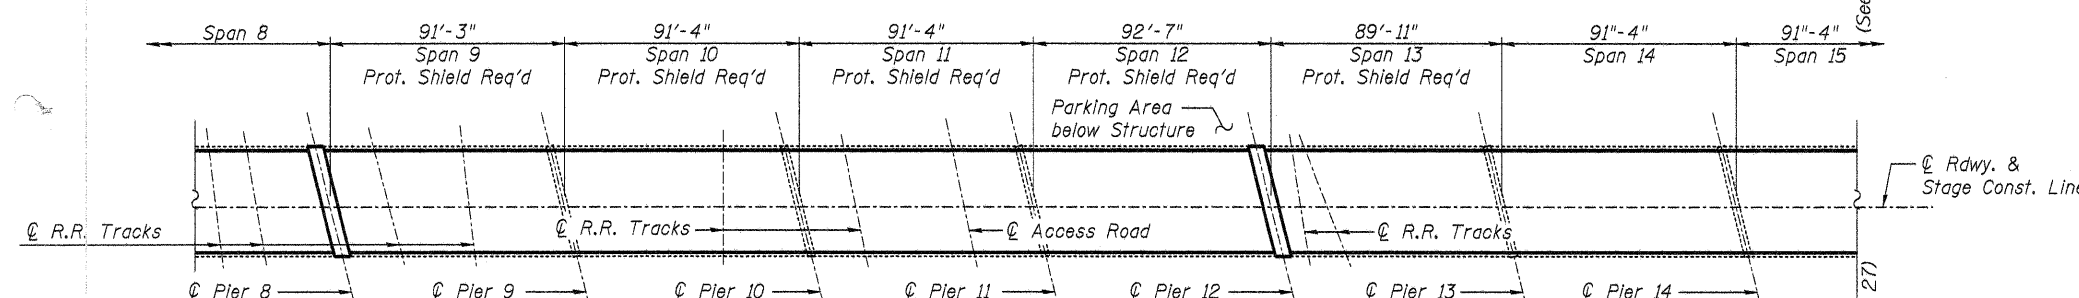 (See
Span 8
91'-3"
Span 9
Prot. Shield Req'd
91'-4"
Span 10
Prot. Shield Req'd
91'-4"
Span 11
Prot. Shield Req'd
92'-7"
Span 12
Prot. Shield Req'd
89'-11"
Span 13
Prot. Shield Req'd
91"-4"
Span 14
91"-4"
Span 15
Parking Area
below Structure
℄ Rdwy. &
Stage Const. Line
℄ R.R. Tracks
℄ R.R. Tracks
℄ Access Road
℄ R.R. Tracks
℄ Pier 8
℄ Pier 9
℄ Pier 10
℄ Pier 11
℄ Pier 12
℄ Pier 13
℄ Pier 14
27)